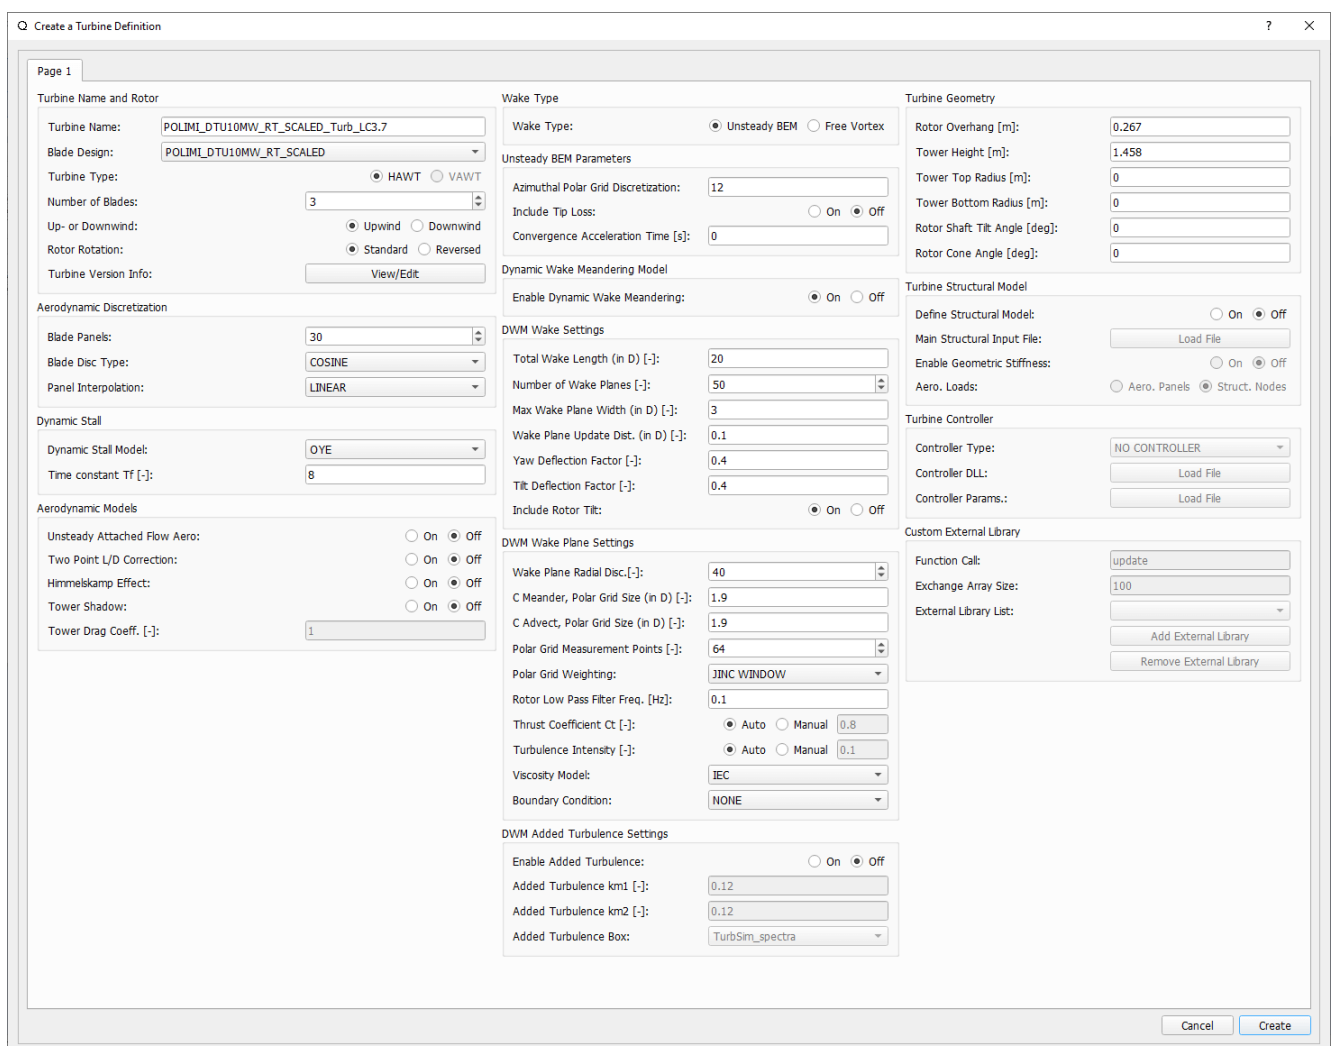 Create a Turbine Definition
?
Page 1
Turbine Name and Rotor
Turbine Name: POLIMI_DTU10MW_RT_SCALED_Turb_LC3.7
Blade Design: POLIMI_DTU10MW_RT_SCALED
Turbine Type: HAWT VAWT
Number of Blades: 3
Up- or Downwind: Upwind Downwind
Rotor Rotation: Standard Reversed
Turbine Version Info: View/Edit
Aerodynamic Discretization
Blade Panels: 30
Blade Disc Type: COSINE
Panel Interpolation: LINEAR
Dynamic Stall
Dynamic Stall Model: OYE
Time constant Tf [-]: 8
Aerodynamic Models
Unsteady Attached Flow Aero: On Off
Two Point L/D Correction: On Off
Himmelskamp Effect: On Off
Tower Shadow: On Off
Tower Drag Coeff. [-]: 1
Wake Type
Wake Type: Unsteady BEM Free Vortex
Unsteady BEM Parameters
Azimuthal Polar Grid Discretization: 12
Include Tip Loss: On Off
Convergence Acceleration Time [s]: 0
Dynamic Wake Meandering Model
Enable Dynamic Wake Meandering: On Off
DWM Wake Settings
Total Wake Length (in D) [-]: 20
Number of Wake Planes [-]: 50
Max Wake Plane Width (in D) [-]: 3
Wake Plane Update Dist. (in D) [-]: 0.1
Yaw Deflection Factor [-]: 0.4
Tilt Deflection Factor [-]: 0.4
Include Rotor Tilt: On Off
DWM Wake Plane Settings
Wake Plane Radial Disc.[-]: 40
C Meander, Polar Grid Size (in D) [-]: 1.9
C Advect, Polar Grid Size (in D) [-]: 1.9
Polar Grid Measurement Points [-]: 64
Polar Grid Weighting: JINC WINDOW
Rotor Low Pass Filter Freq. [Hz]: 0.1
Thrust Coefficient Ct [-]: Auto Manual 0.8
Turbulence Intensity [-]: Auto Manual 0.1
Viscosity Model: IEC
Boundary Condition: NONE
DWM Added Turbulence Settings
Enable Added Turbulence: On Off
Added Turbulence km1 [-]: 0.12
Added Turbulence km2 [-]: 0.12
Added Turbulence Box: TurbSim_spectra
Turbine Geometry
Rotor Overhang [m]: 0.267
Tower Height [m]: 1.458
Tower Top Radius [m]: 0
Tower Bottom Radius [m]: 0
Rotor Shaft Tilt Angle [deg]: 0
Rotor Cone Angle [deg]: 0
Turbine Structural Model
Define Structural Model: On Off
Main Structural Input File: Load File
Enable Geometric Stiffness: On Off
Aero. Loads: Aero. Panels Struct. Nodes
Turbine Controller
Controller Type: NO CONTROLLER
Controller DLL: Load File
Controller Params.: Load File
Custom External Library
Function Call: update
Exchange Array Size: 100
External Library List:
Add External Library
Remove External Library
Cancel Create